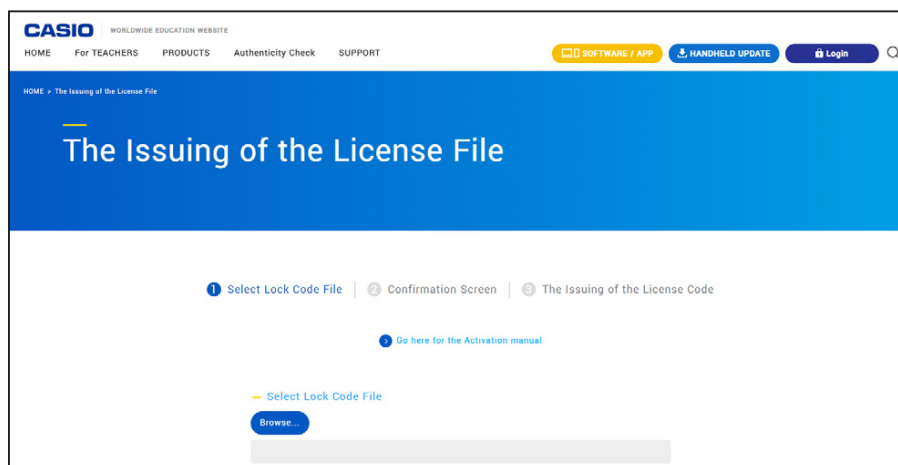 CASIO WORLDWIDE EDUCATION WEBSITE
HOME For TEACHERS PRODUCTS Authenticity Check SUPPORT SOFTWARE / APP HANDHELD UPDATE Login
HOME > The Issuing of the License File
The Issuing of the License File
1 Select Lock Code File 2 Confirmation Screen 3 The Issuing of the License Code
Go here for the Activation manual
Select Lock Code File
Browse...